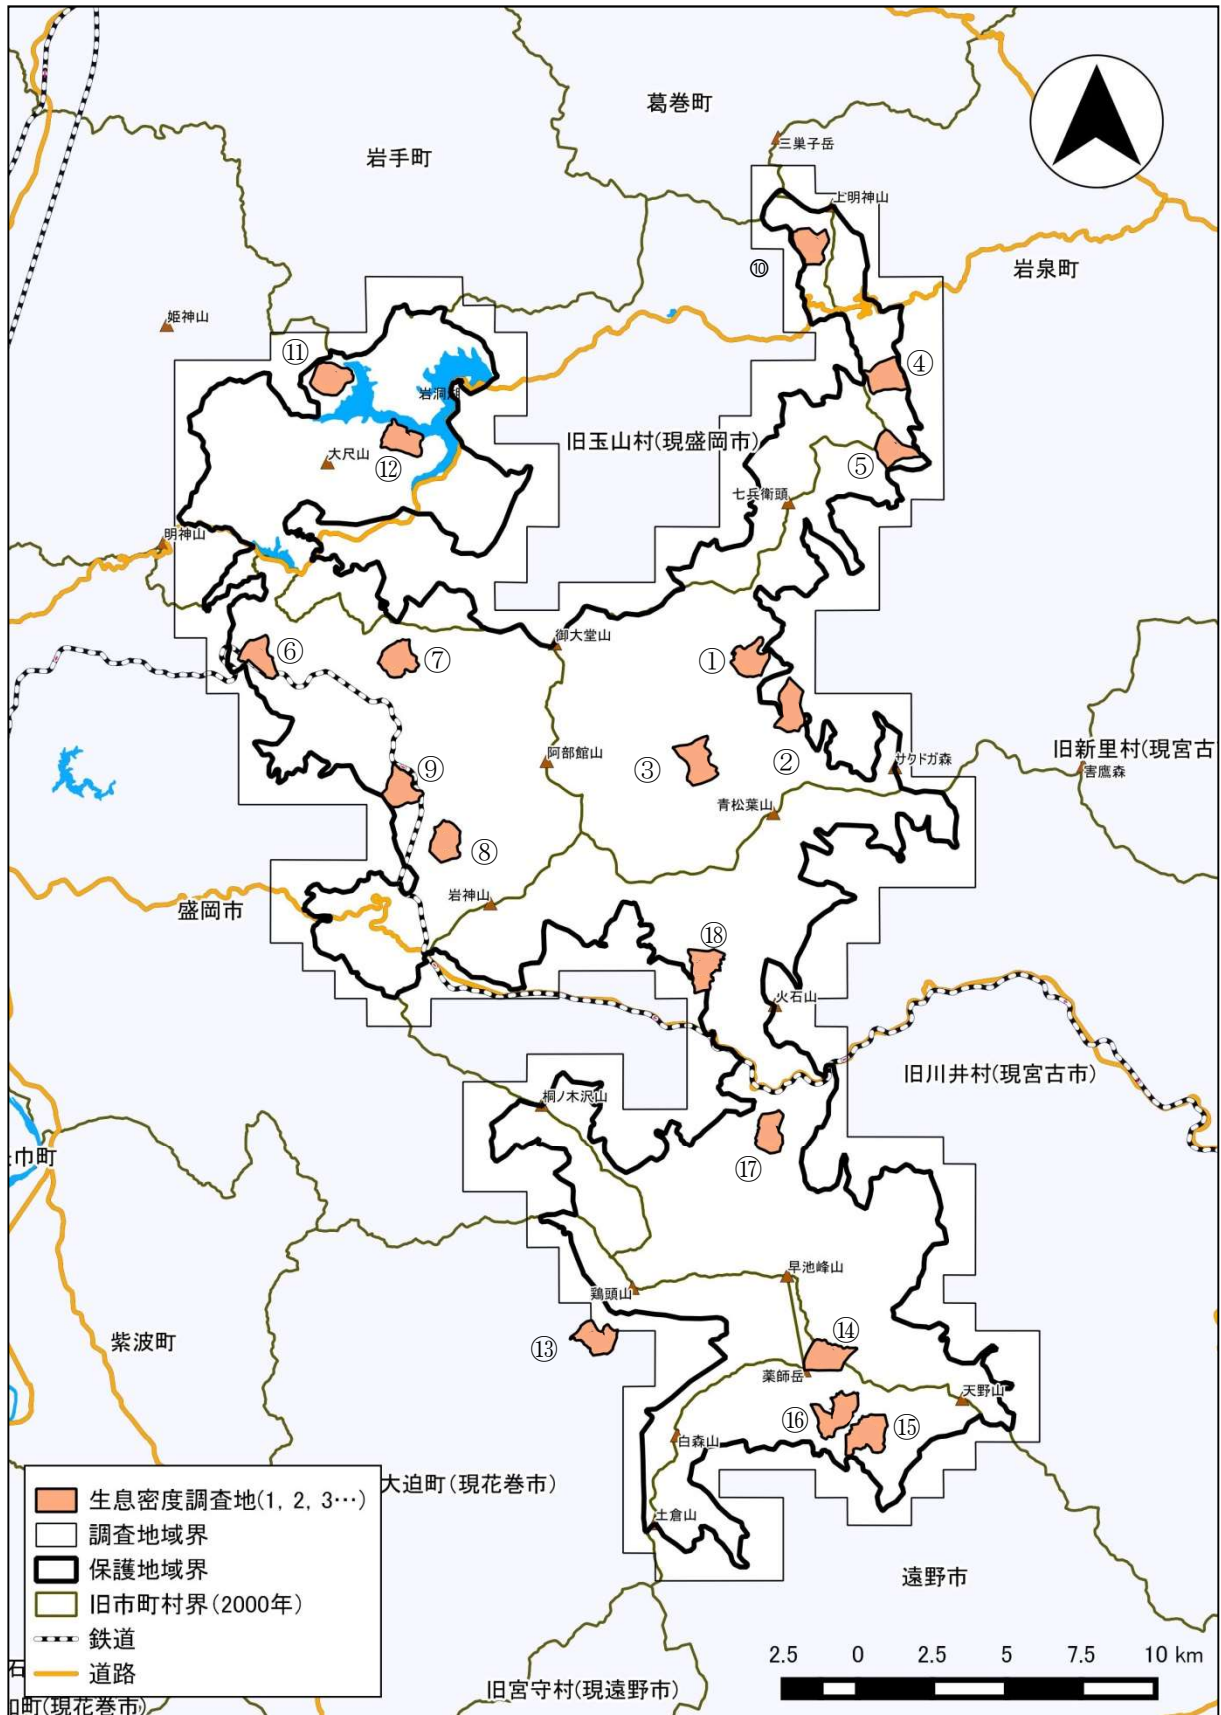 葛巻町
岩手町
三巣子岳
上明神山
⑩
岩泉町
姫神山
⑪
④
岩洞湖
旧玉山村(現盛岡市)
⑫
大尺山
⑤
七兵衛頭
明神山
御大堂山
①
⑥
⑦
②
③
阿部館山
サタドガ森
旧新里村(現宮古
害鷹森
⑨
青松葉山
⑧
岩神山
盛岡市
⑱
火石山
旧川井村(現宮古市)
桐ノ木沢山
巾町
⑰
早池峰山
鶏頭山
紫波町
⑬
⑭
薬師岳
天野山
⑯
⑮
白森山
大迫町(現花巻市)
土倉山
遠野市
旧宮守村(現遠野市)
生息密度調査地(1, 2, 3…)
調査地域界
保護地域界
旧市町村界(2000年)
鉄道
道路
石
町(現花巻市)
2.5 0 2.5 5 7.5 10 km